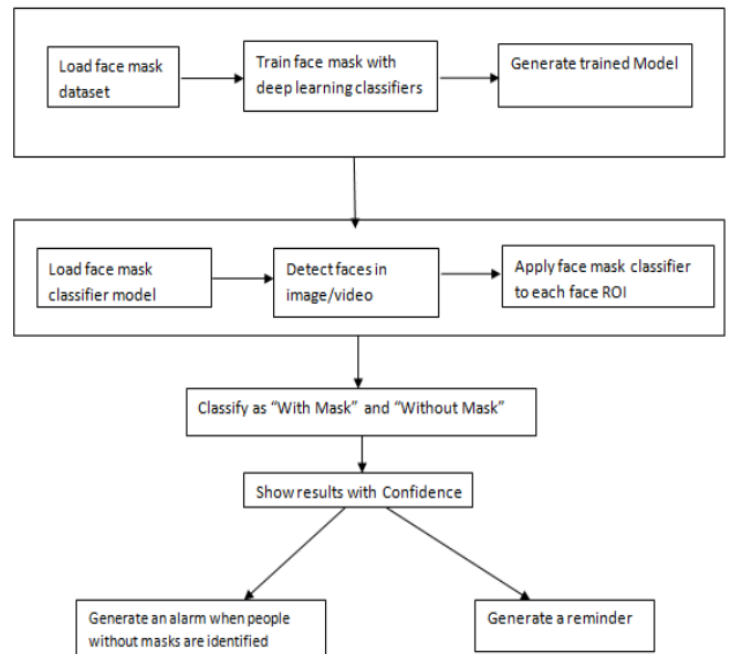 Load face mask
dataset
Train face mask with
deep learning classifiers
Generate trained Model
Load face mask
classifier model
Detect faces in
image/video
Apply face mask classifier
to each face ROI
Classify as “With Mask” and “Without Mask”
Show results with Confidence
Generate an alarm when people
without masks are identified
Generate a reminder